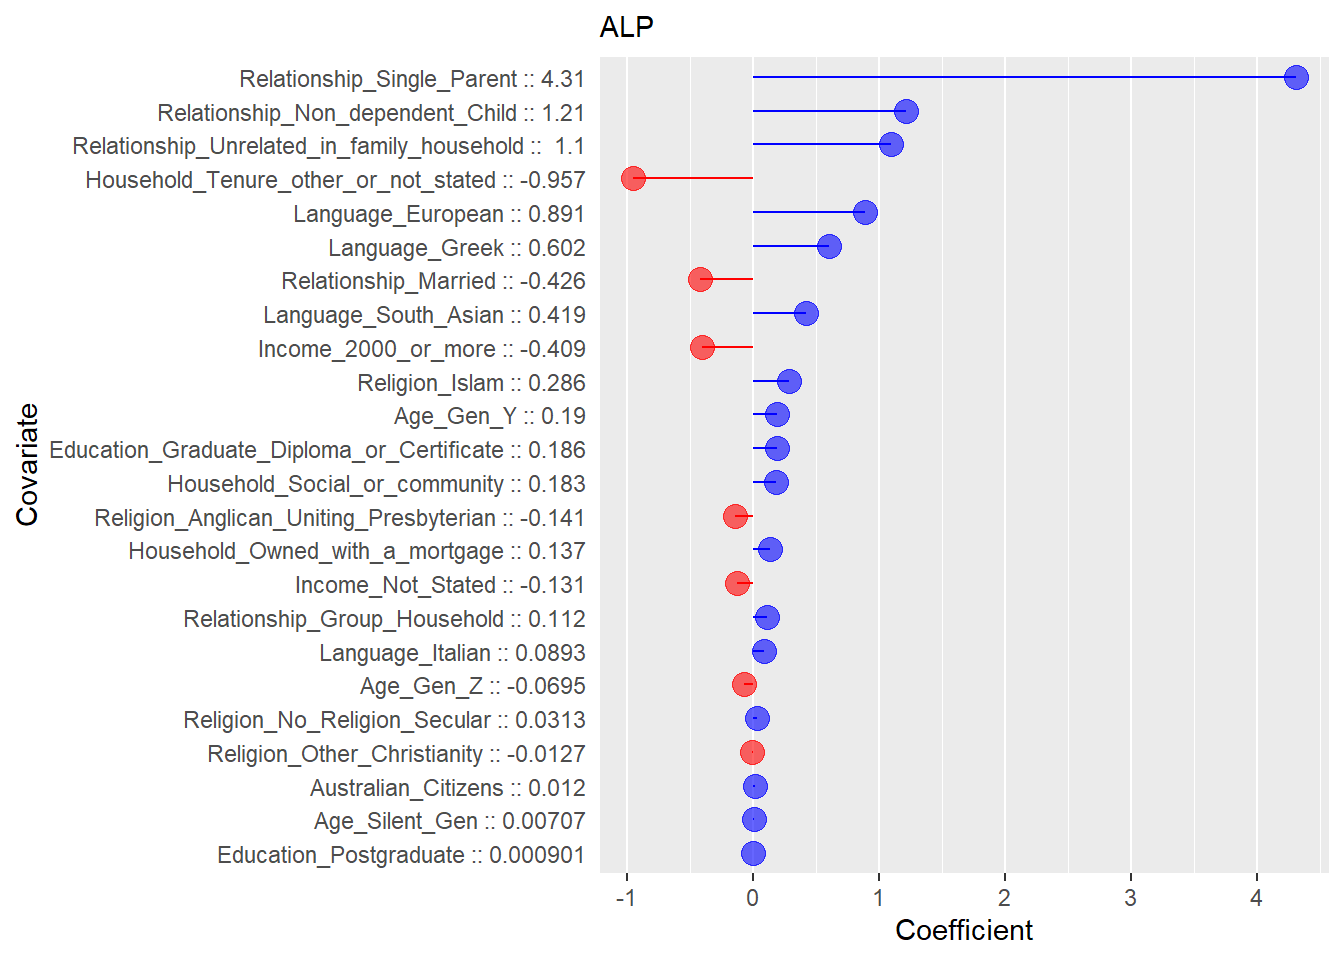 ALP
Relationship_Single_Parent :: 4.31
Relationship_Non_dependent_Child :: 1.21
Relationship_Unrelated_in_family_household ::  1.1
Household_Tenure_other_or_not_stated :: -0.957
Language_European :: 0.891
Language_Greek :: 0.602
Relationship_Married :: -0.426
Language_South_Asian :: 0.419
Income_2000_or_more :: -0.409
Religion_Islam :: 0.286
Age_Gen_Y :: 0.19
Education_Graduate_Diploma_or_Certificate :: 0.186
Household_Social_or_community :: 0.183
Religion_Anglican_Uniting_Presbyterian :: -0.141
Household_Owned_with_a_mortgage :: 0.137
Income_Not_Stated :: -0.131
Relationship_Group_Household :: 0.112
Language_Italian :: 0.0893
Age_Gen_Z :: -0.0695
Religion_No_Religion_Secular :: 0.0313
Religion_Other_Christianity :: -0.0127
Australian_Citizens :: 0.012
Age_Silent_Gen :: 0.00707
Education_Postgraduate :: 0.000901
Covariate
-1 0 1 2 3 4
Coefficient